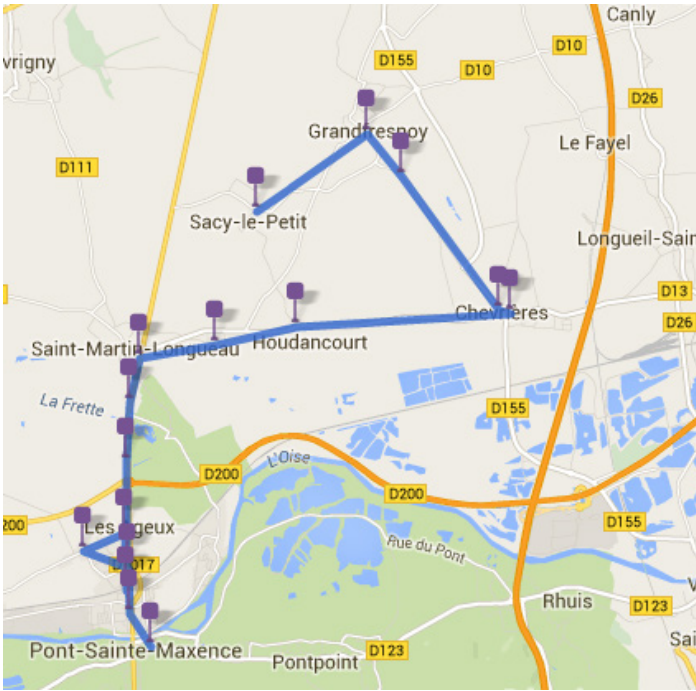 Canly
D10
D155
vrigny
D10
D26
Grandfresnoy
Le Fayel
D111
Sacy-le-Petit
Longueil-Sain
D13
Chevrières
D26
Saint-Martin-Longueau
Houdancourt
La Frette
D155
L'Oise
D200
D200
200
D155
Rue du Pont
D1017
Rhuis
D123
Sai
Pont-Sainte-Maxence
D123
Pontpoint